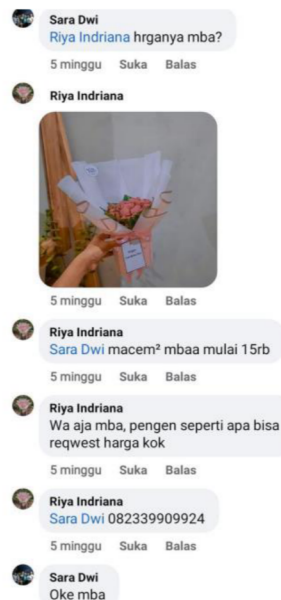 Sara Dwi
Riya Indriana hrganya mba?
5 minggu Suka Balas
Riya Indriana
5 minggu Suka Balas
Riya Indriana
Sara Dwi macem² mbaa mulai 15rb
5 minggu Suka Balas
Riya Indriana
Wa aja mba, pengen seperti apa bisa
reqwest harga kok
5 minggu Suka Balas
Riya Indriana
Sara Dwi 082339909924
5 minggu Suka Balas
Sara Dwi
Oke mba